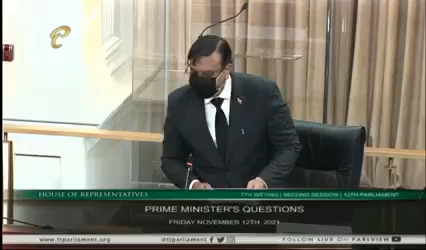 HOUSE OF REPRESENTATIVES
7TH SITTING | SECOND SESSION | 12TH PARLIAMENT
PRIME MINISTER'S QUESTIONS
FRIDAY NOVEMBER 12TH, 2021
www.ttparliament.org @ttparliament FOLLOW LIVE ON PARLVIEW